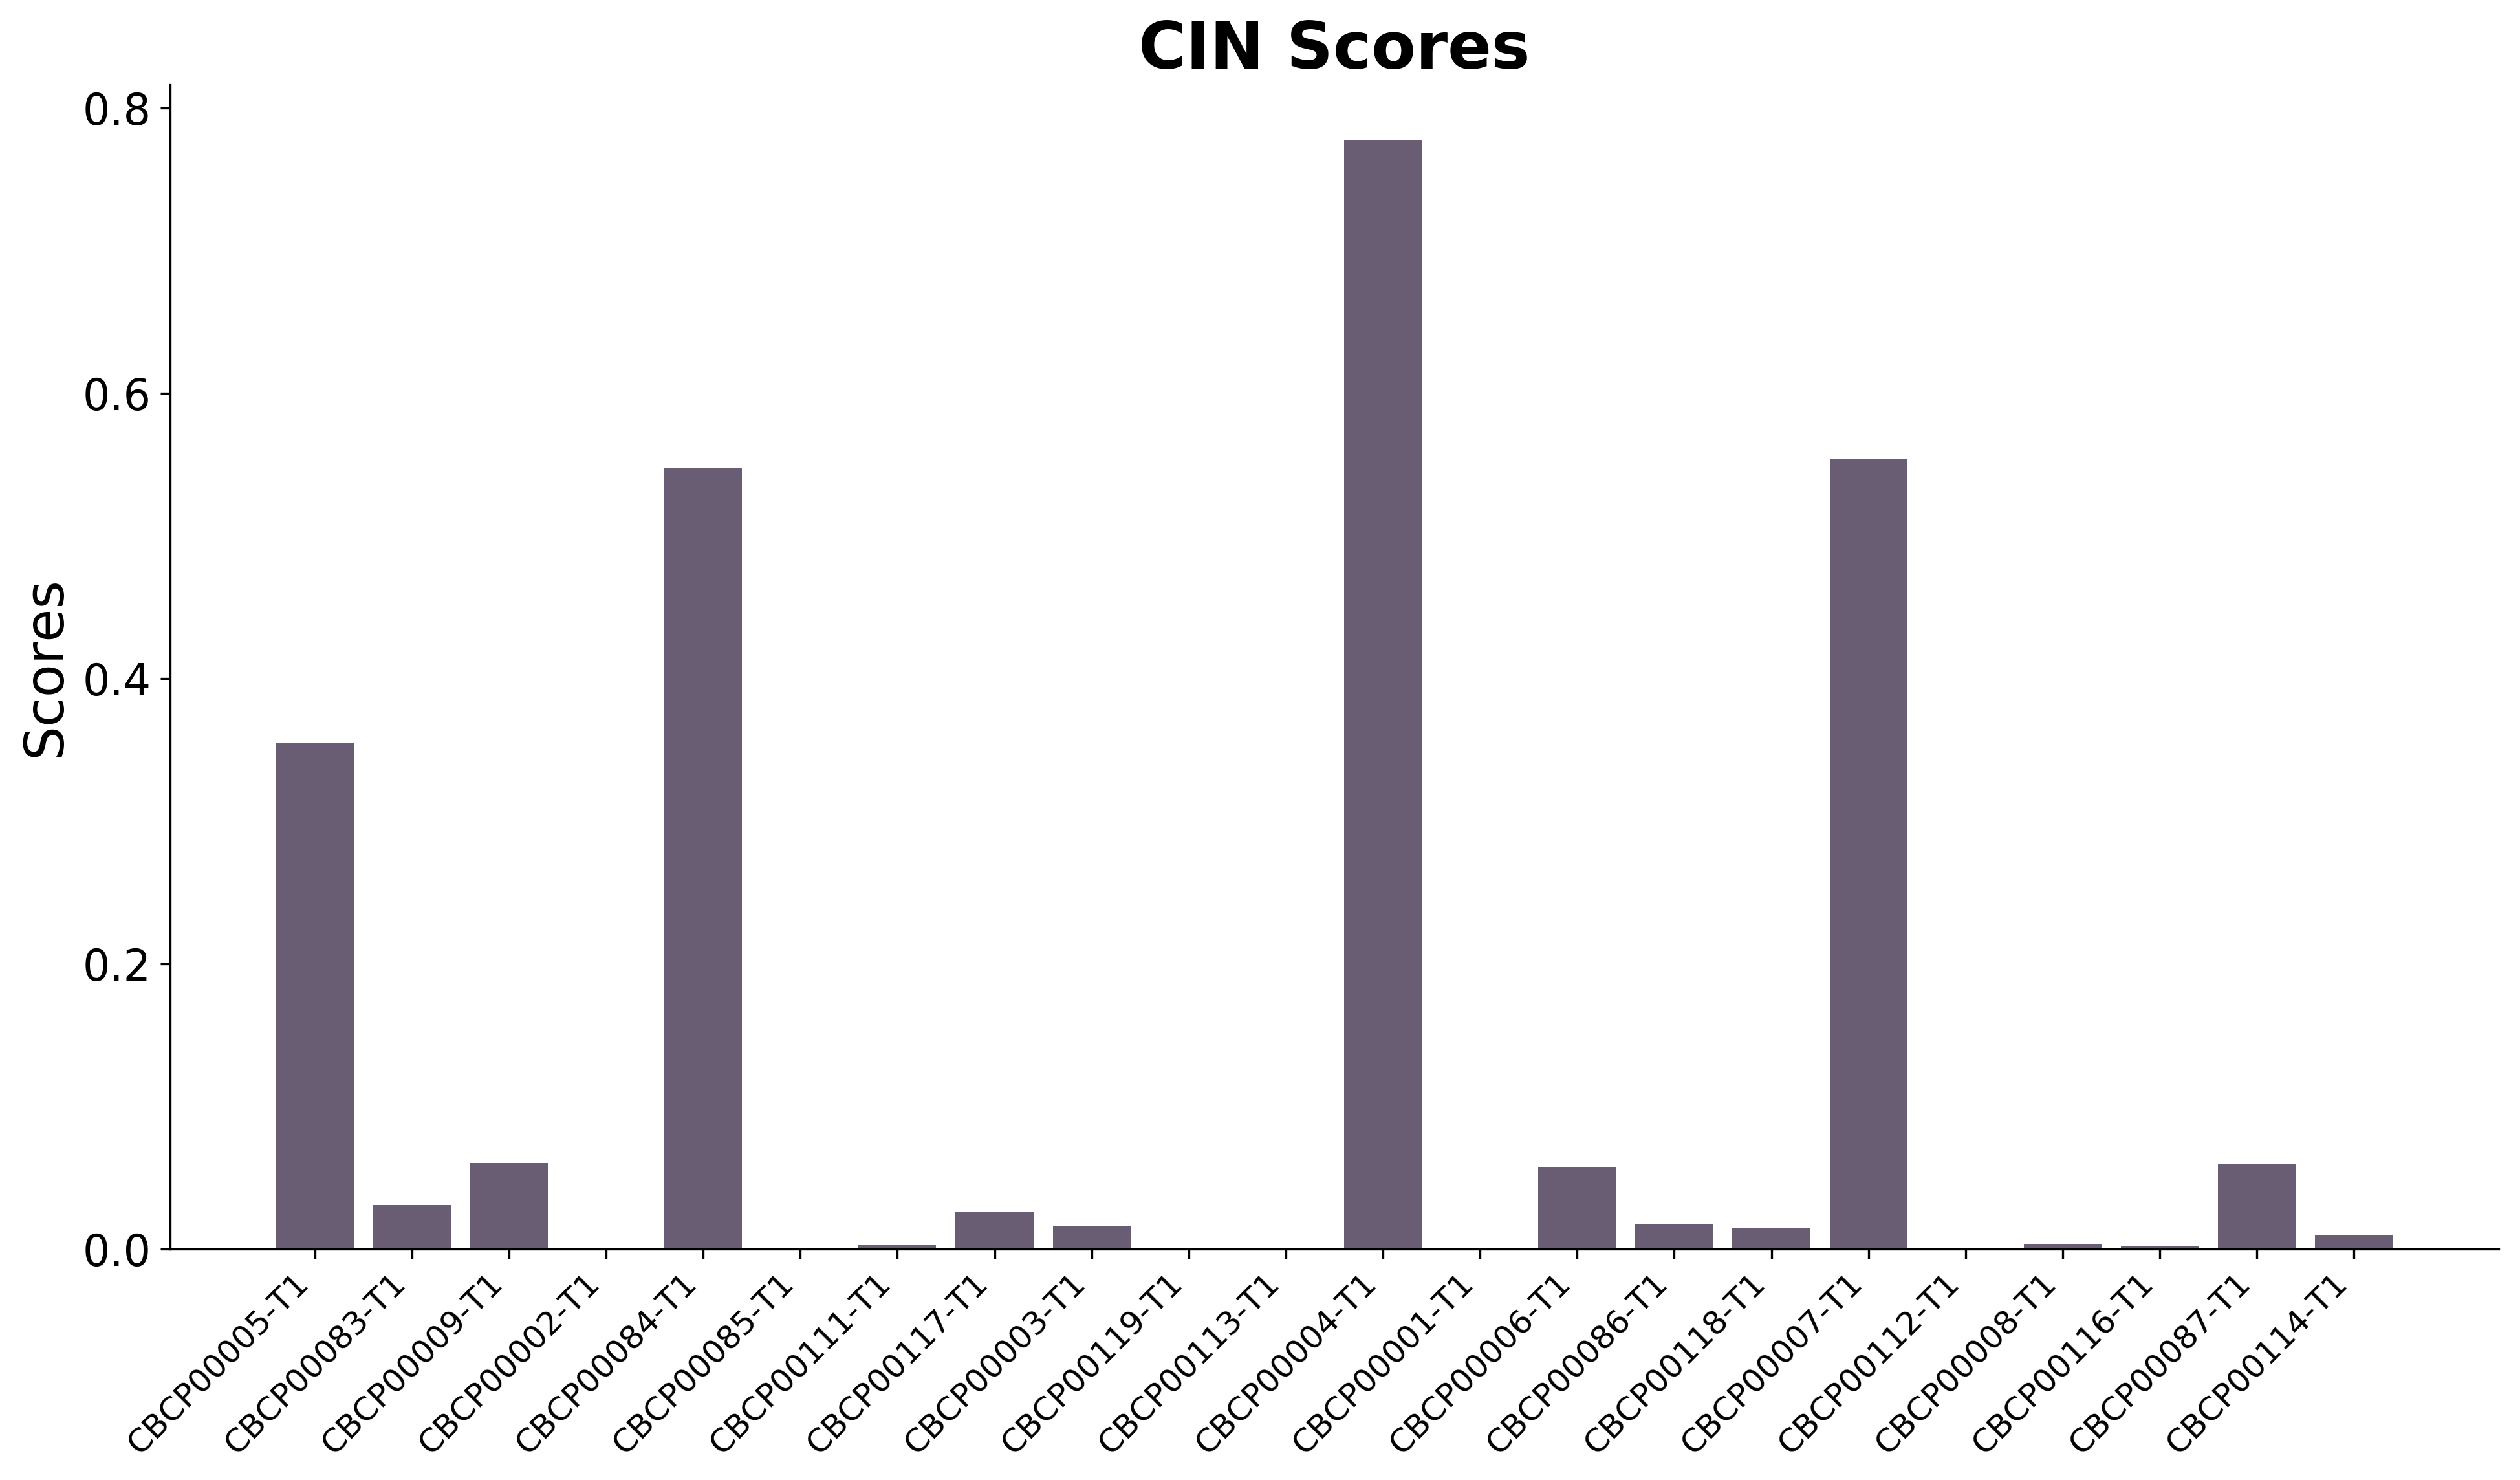 CIN Scores
Scores
0.8
0.6
0.4
0.2
0.0
CBCP00005-T1
CBCP00083-T1
CBCP00009-T1
CBCP00002-T1
CBCP00084-T1
CBCP00085-T1
CBCP00111-T1
CBCP00117-T1
CBCP00003-T1
CBCP00119-T1
CBCP00113-T1
CBCP00004-T1
CBCP00001-T1
CBCP00006-T1
CBCP00086-T1
CBCP00118-T1
CBCP00007-T1
CBCP00112-T1
CBCP00008-T1
CBCP00116-T1
CBCP00087-T1
CBCP00114-T1